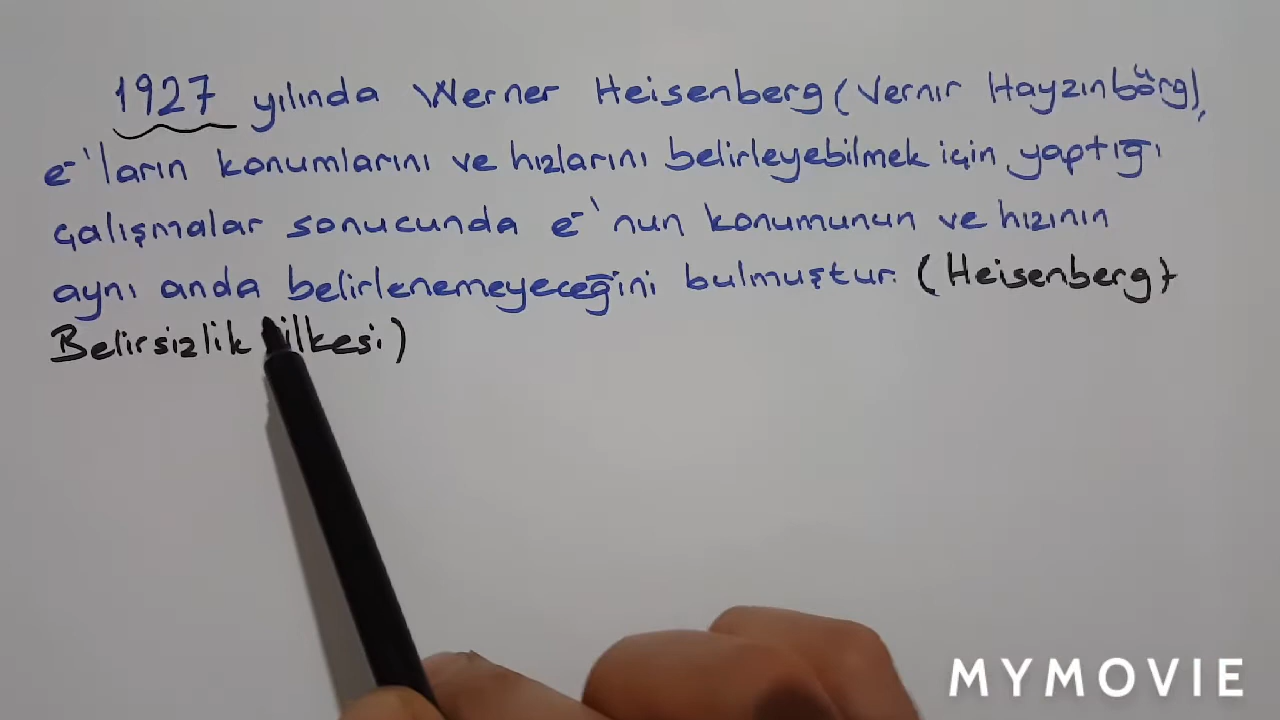 1927 yılında Werner Heisenberg (Vernır Hayzınbörg),
e⁻'ların konumlarını ve hızlarını belirleyebilmek için yaptığı
çalışmalar sonucunda e⁻'nun konumunun ve hızının
aynı anda belirlenemeyeceğini bulmuştur. (Heisenberg
Belirsizlik ilkesi)
MYMOVIE